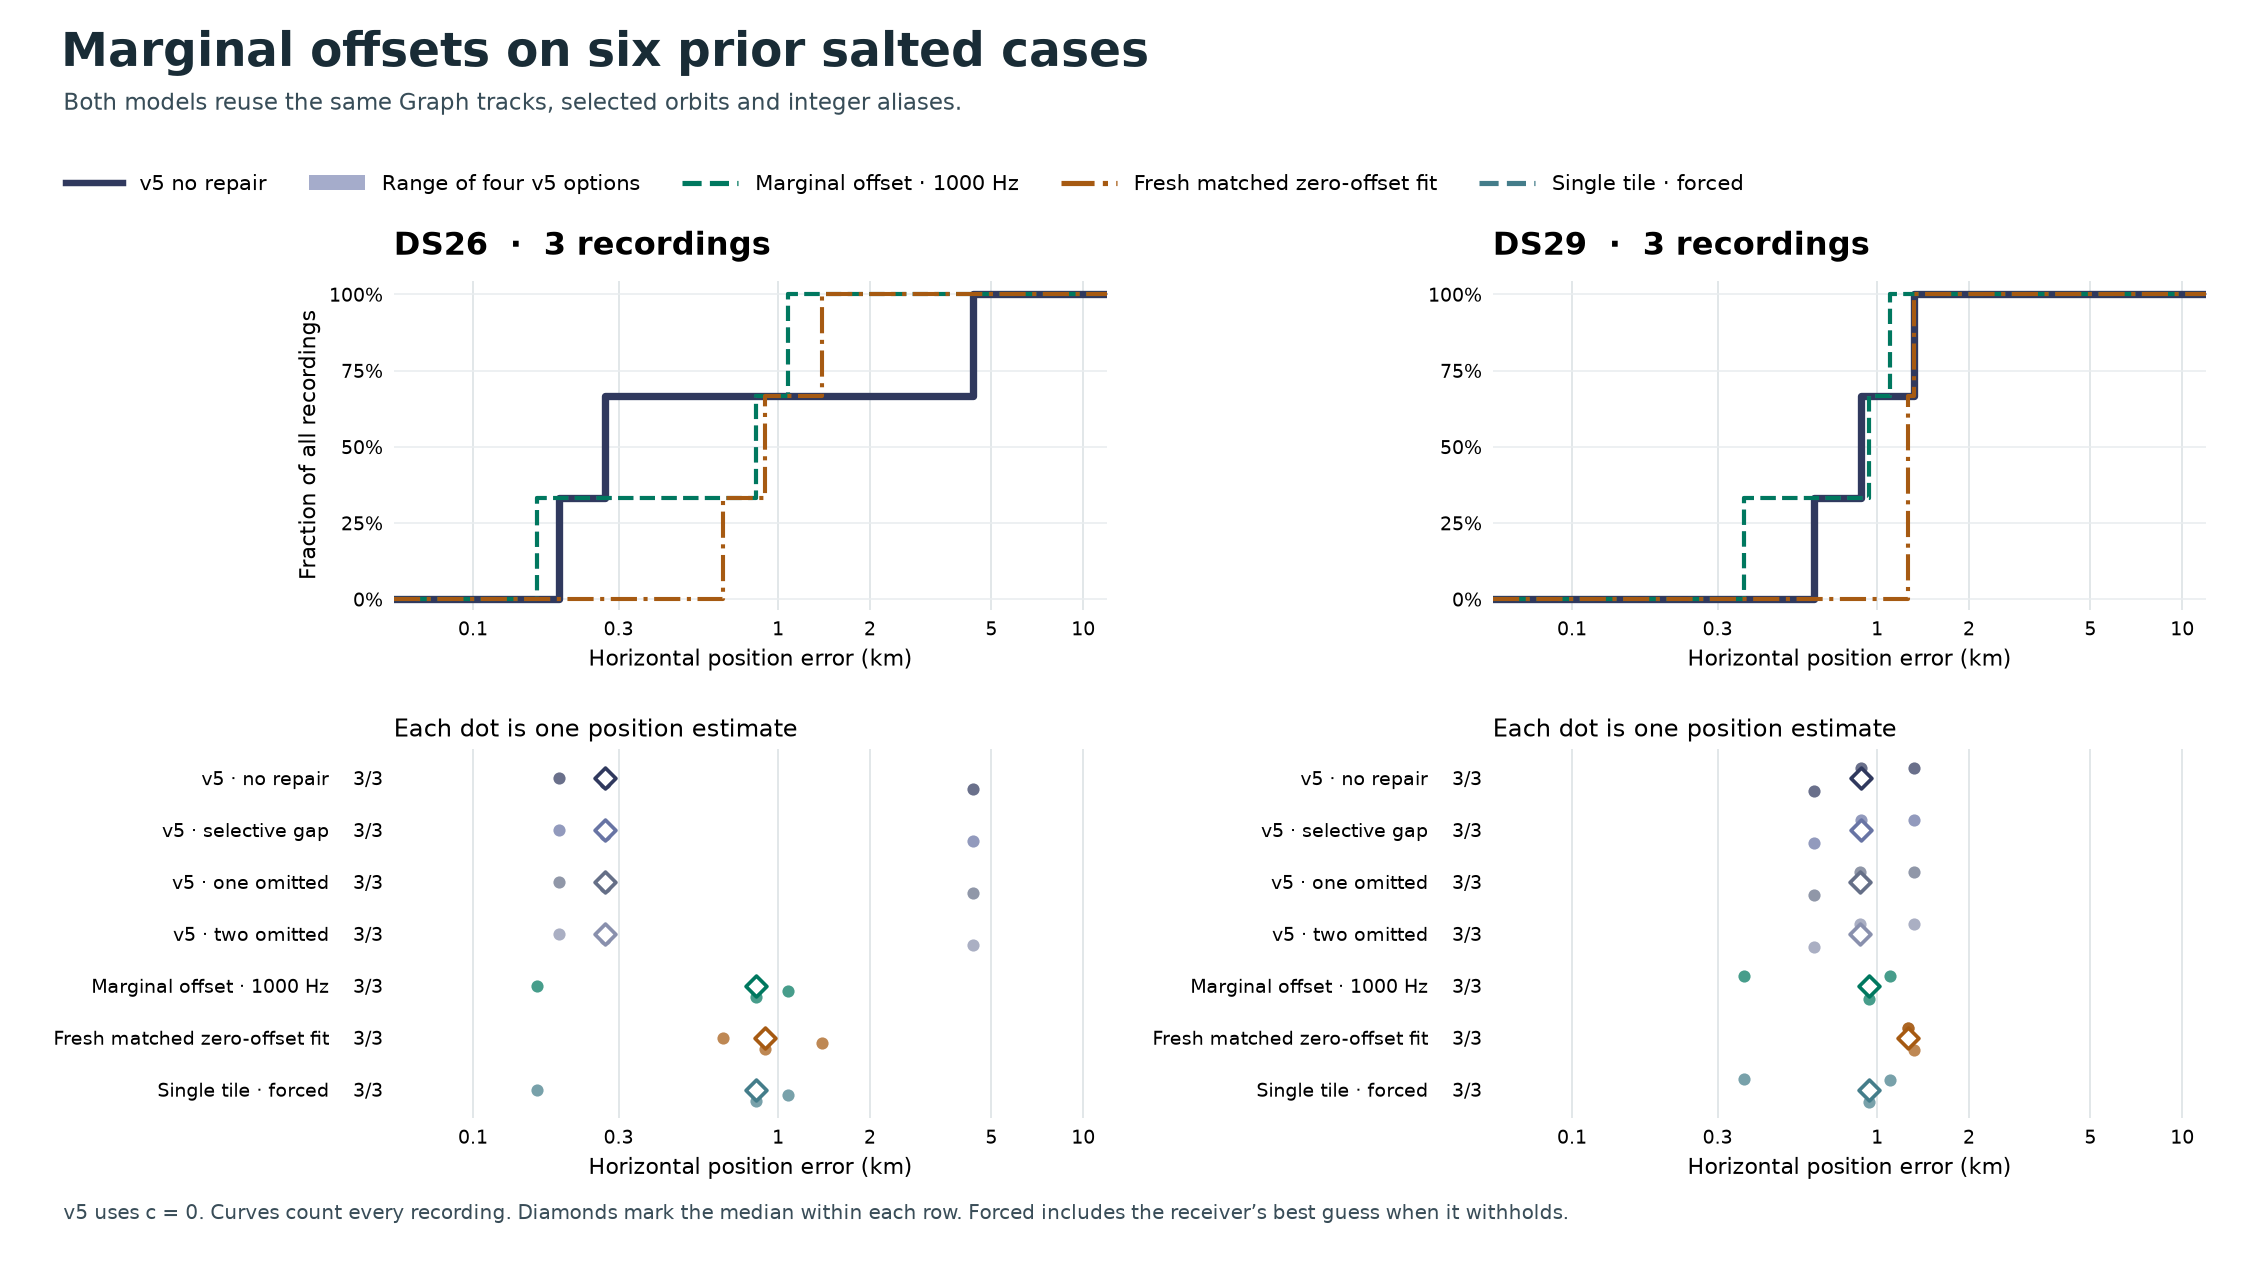 Marginal offsets on six prior salted cases
Both models reuse the same Graph tracks, selected orbits and integer aliases.
v5 no repair
Range of four v5 options
Marginal offset · 1000 Hz
Fresh matched zero-offset fit
Single tile · forced
DS26 · 3 recordings
Fraction of all recordings
100%
75%
50%
25%
0%
0.1 0.3 1 2 5 10
Horizontal position error (km)
DS29 · 3 recordings
100%
75%
50%
25%
0%
0.1 0.3 1 2 5 10
Horizontal position error (km)
Each dot is one position estimate
v5 · no repair 3/3
v5 · selective gap 3/3
v5 · one omitted 3/3
v5 · two omitted 3/3
Marginal offset · 1000 Hz 3/3
Fresh matched zero-offset fit 3/3
Single tile · forced 3/3
0.1 0.3 1 2 5 10
Horizontal position error (km)
Each dot is one position estimate
v5 · no repair 3/3
v5 · selective gap 3/3
v5 · one omitted 3/3
v5 · two omitted 3/3
Marginal offset · 1000 Hz 3/3
Fresh matched zero-offset fit 3/3
Single tile · forced 3/3
0.1 0.3 1 2 5 10
Horizontal position error (km)
v5 uses c = 0. Curves count every recording. Diamonds mark the median within each row. Forced includes the receiver’s best guess when it withholds.